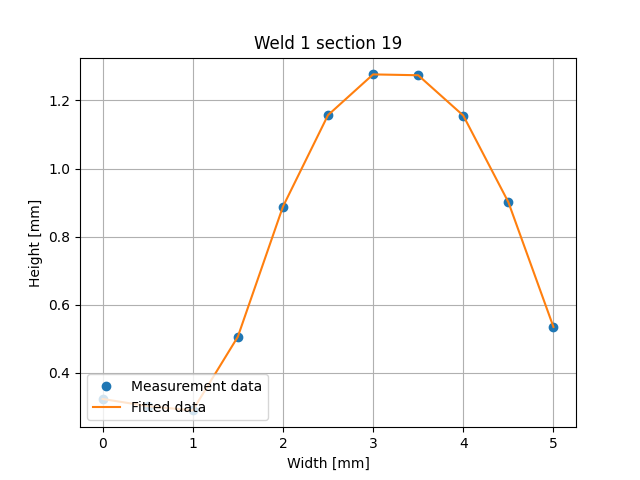 Weld 1 section 19
Height [mm]
1.2
1.0
0.8
0.6
0.4
Measurement data
Fitted data
0 1 2 3 4 5
Width [mm]